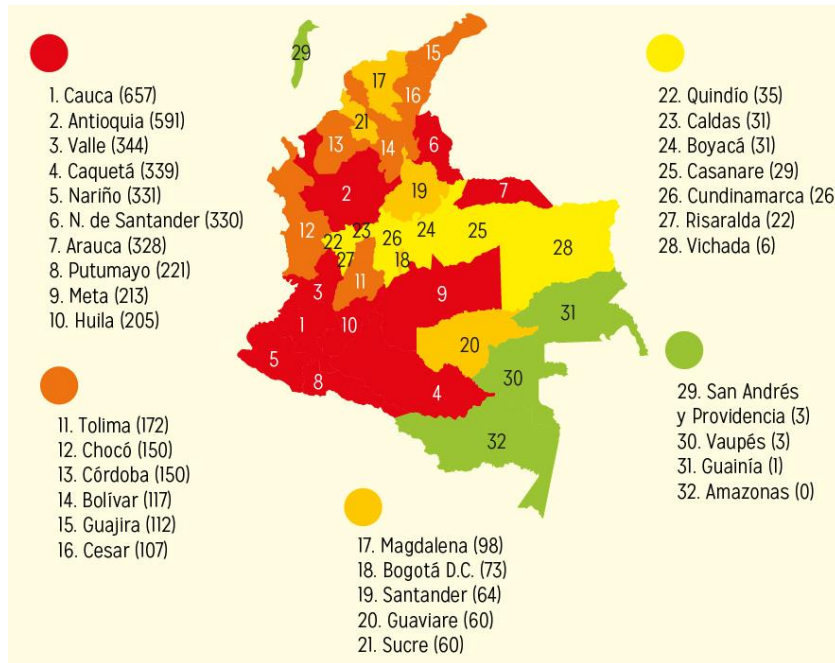 1. Cauca (657)
2. Antioquia (591)
3. Valle (344)
4. Caquetá (339)
5. Nariño (331)
6. N. de Santander (330)
7. Arauca (328)
8. Putumayo (221)
9. Meta (213)
10. Huila (205)
11. Tolima (172)
12. Chocó (150)
13. Córdoba (150)
14. Bolívar (117)
15. Guajira (112)
16. Cesar (107)
29
15
17
16
21
13
14
6
2
19
7
12
22
23
26
24
25
28
27
18
11
3
9
31
1
10
20
5
8
4
30
32
17. Magdalena (98)
18. Bogotá D.C. (73)
19. Santander (64)
20. Guaviare (60)
21. Sucre (60)
22. Quindío (35)
23. Caldas (31)
24. Boyacá (31)
25. Casanare (29)
26. Cundinamarca (26
27. Risaralda (22)
28. Vichada (6)
29. San Andrés
y Providencia (3)
30. Vaupés (3)
31. Guainía (1)
32. Amazonas (0)